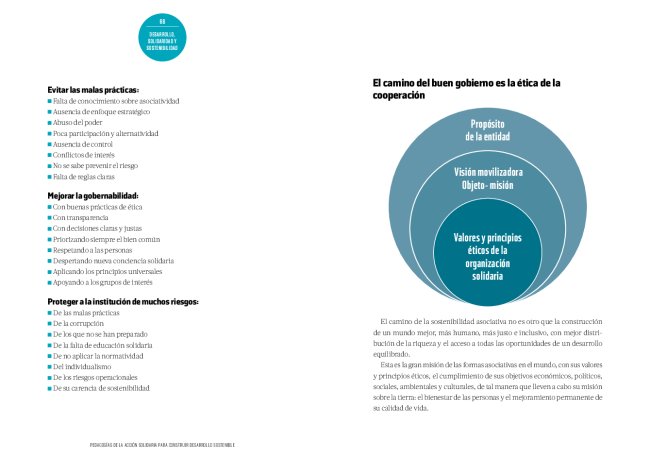 88
DESARROLLO,
SOLIDARIDAD Y
SOSTENIBILIDAD
Evitar las malas prácticas:
Falta de conocimiento sobre asociatividad
Ausencia de enfoque estratégico
Abuso del poder
Poca participación y alternatividad
Ausencia de control
Conflictos de interés
No se sabe prevenir el riesgo
Falta de reglas claras
Mejorar la gobernabilidad:
Con buenas prácticas de ética
Con transparencia
Con decisiones claras y justas
Priorizando siempre el bien común
Respetando a las personas
Despertando nueva conciencia solidaria
Aplicando los principios universales
Apoyando a los grupos de interés
Proteger a la institución de muchos riesgos:
De las malas prácticas
De la corrupción
De los que no se han preparado
De la falta de educación solidaria
De no aplicar la normatividad
Del individualismo
De los riesgos operacionales
De su carencia de sostenibilidad
PEDAGOGÍAS DE LA ACCIÓN SOLIDARIA PARA CONSTRUIR DESARROLLO SOSTENIBLE
El camino del buen gobierno es la ética de la
cooperación
Propósito
de la entidad
Visión movilizadora
Objeto- misión
Valores y principios
éticos de la
organización
solidaria
El camino de la sostenibilidad asociativa no es otro que la construcción
de un mundo mejor, más humano, más justo e inclusivo, con mejor distri-
bución de la riqueza y el acceso a todas las oportunidades de un desarrollo
equilibrado.
Esta es la gran misión de las formas asociativas en el mundo, con sus valores
y principios éticos, el cumplimiento de sus objetivos económicos, políticos,
sociales, ambientales y culturales, de tal manera que lleven a cabo su misión
sobre la tierra: el bienestar de las personas y el mejoramiento permanente de
su calidad de vida.